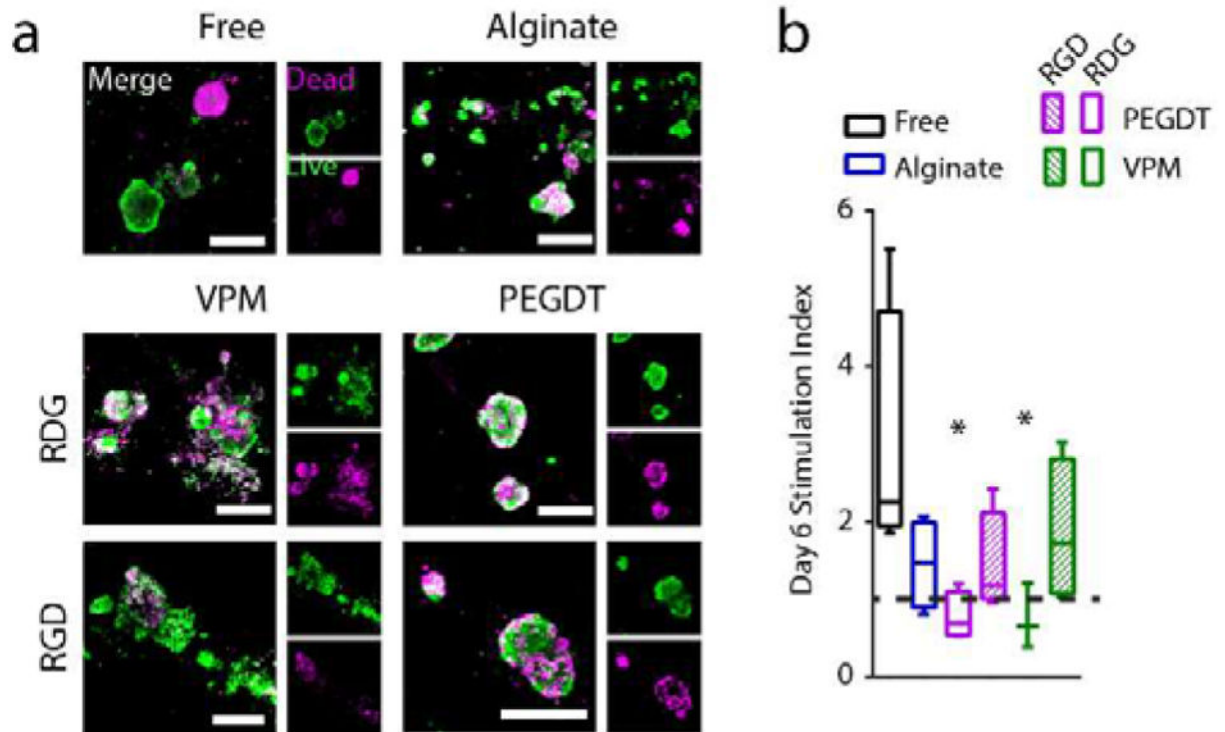 a
Free
Alginate
Merge
Dead
Live
VPM
PEGDT
RDG
RGD
b
RGD
RDG
Free
PEGDT
Alginate
VPM
Day 6 Stimulation Index
6
4
*
*
2
0